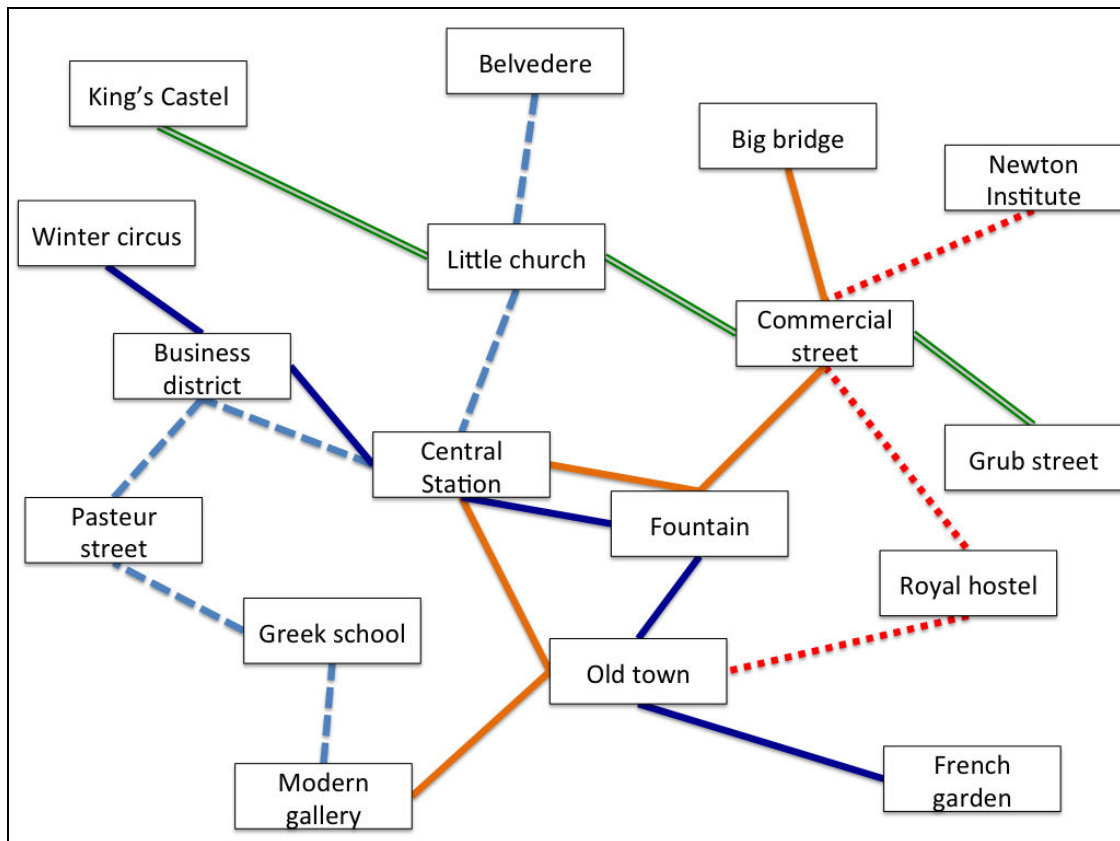 Belvedere
King's Castel
Big bridge
Newton
Institute
Winter circus
Little church
Commercial
street
Business
district
Central
Station
Grub street
Pasteur
street
Fountain
Royal hostel
Greek school
Old town
French
garden
Modern
gallery